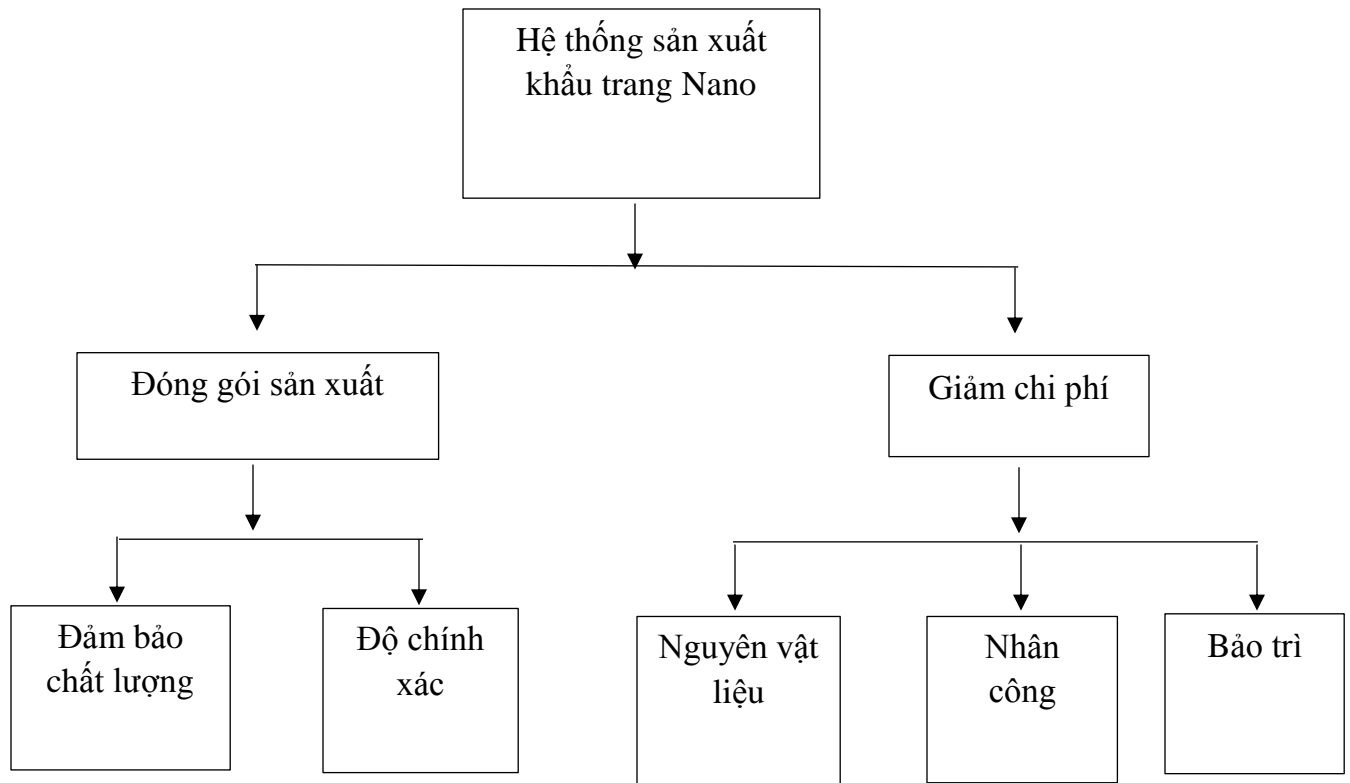 Hệ thống sản xuất
khẩu trang Nano
Đóng gói sản xuất
Giảm chi phí
Đảm bảo
chất lượng
Độ chính
xác
Nguyên vật
liệu
Nhân
công
Bảo trì